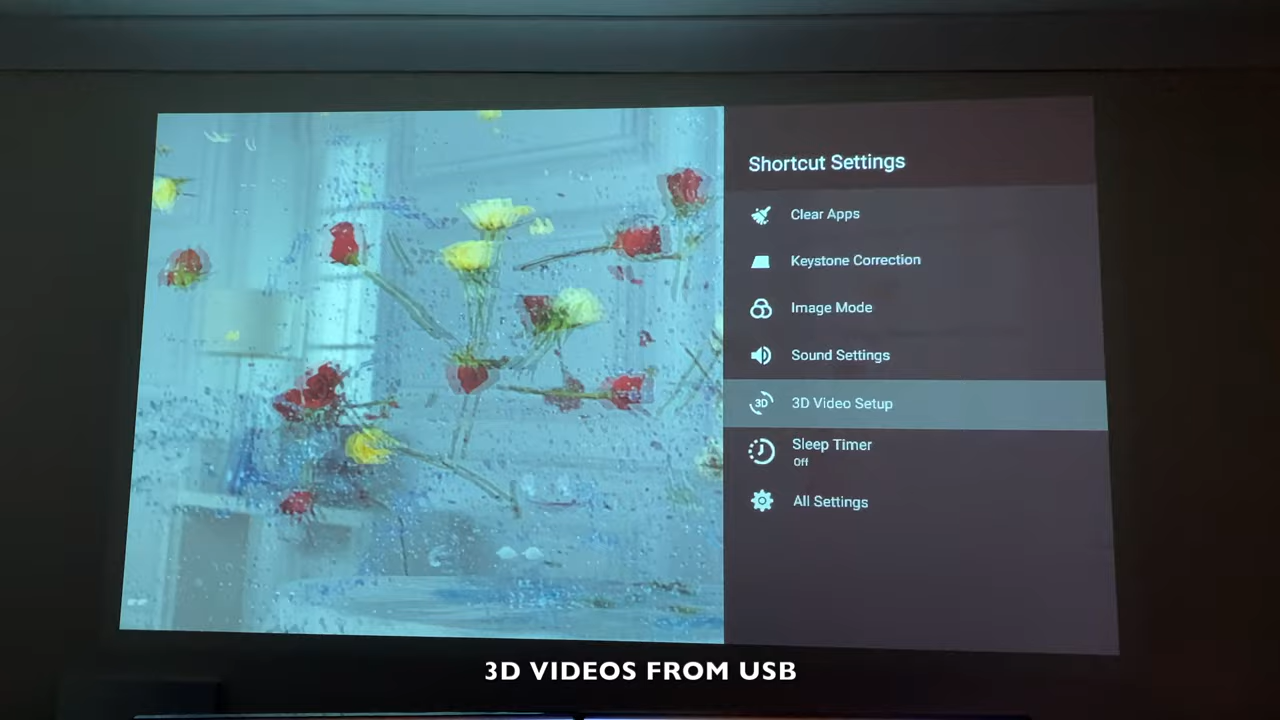 Shortcut Settings
Clear Apps
Keystone Correction
Image Mode
Sound Settings
3D
3D Video Setup
Sleep Timer
Off
All Settings
3D VIDEOS FROM USB